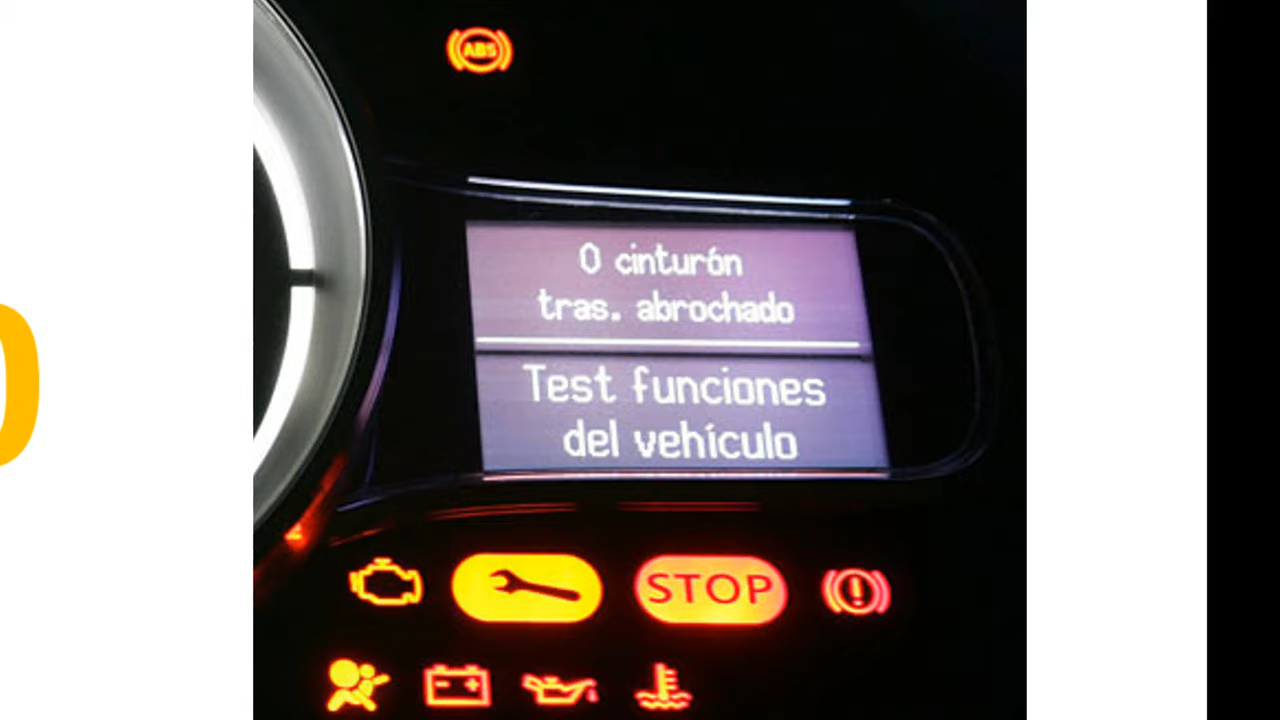 ABS
0 cinturón
tras. abrochado
Test funciones
del vehículo
STOP